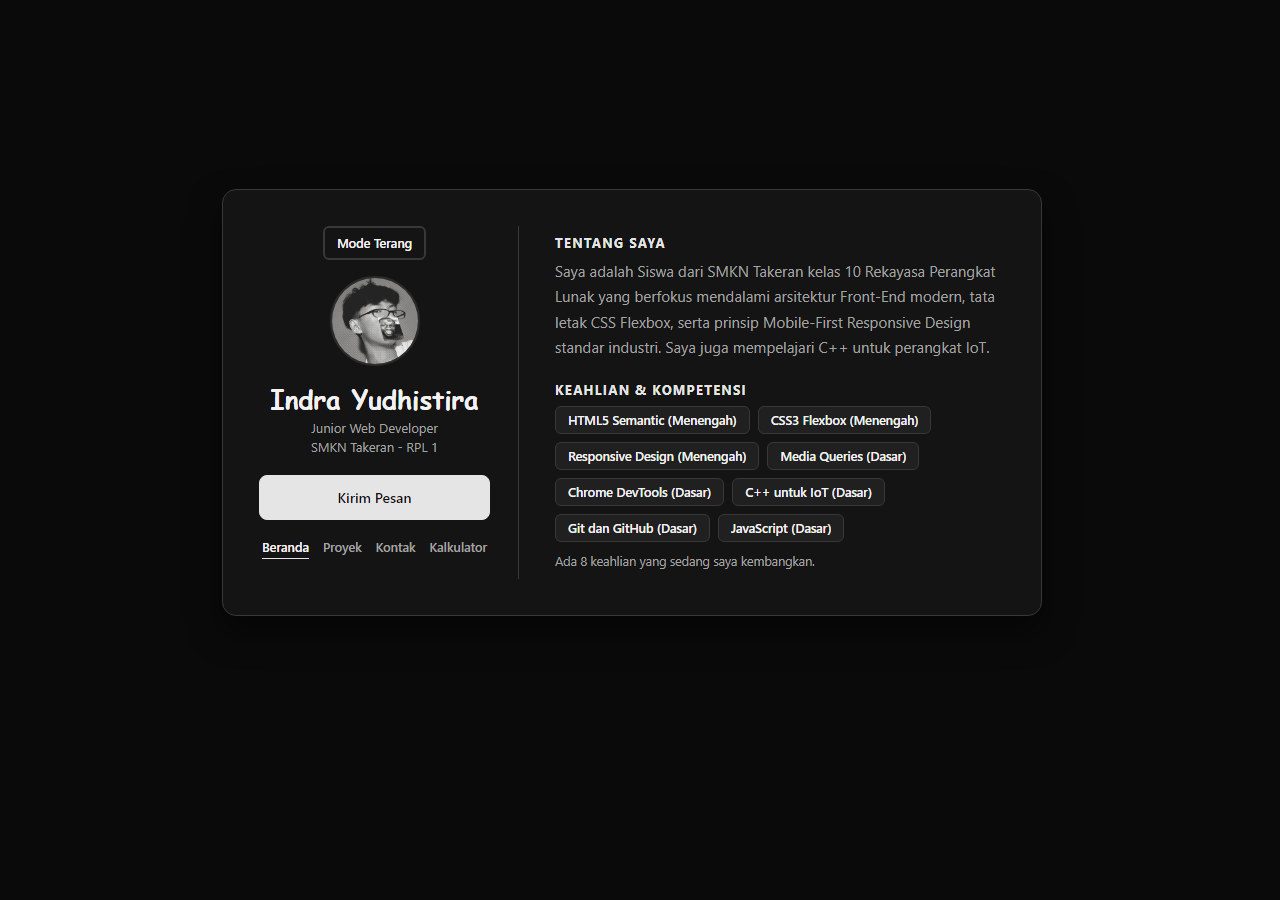 Mode Terang
Indra Yudhistira
Junior Web Developer
SMKN Takeran - RPL 1
Kirim Pesan
Beranda Proyek Kontak Kalkulator
TENTANG SAYA
Saya adalah Siswa dari SMKN Takeran kelas 10 Rekayasa Perangkat
Lunak yang berfokus mendalami arsitektur Front-End modern, tata
letak CSS Flexbox, serta prinsip Mobile-First Responsive Design
standar industri. Saya juga mempelajari C++ untuk perangkat IoT.
KEAHLIAN & KOMPETENSI
HTML5 Semantic (Menengah) CSS3 Flexbox (Menengah)
Responsive Design (Menengah) Media Queries (Dasar)
Chrome DevTools (Dasar) C++ untuk IoT (Dasar)
Git dan GitHub (Dasar) JavaScript (Dasar)
Ada 8 keahlian yang sedang saya kembangkan.